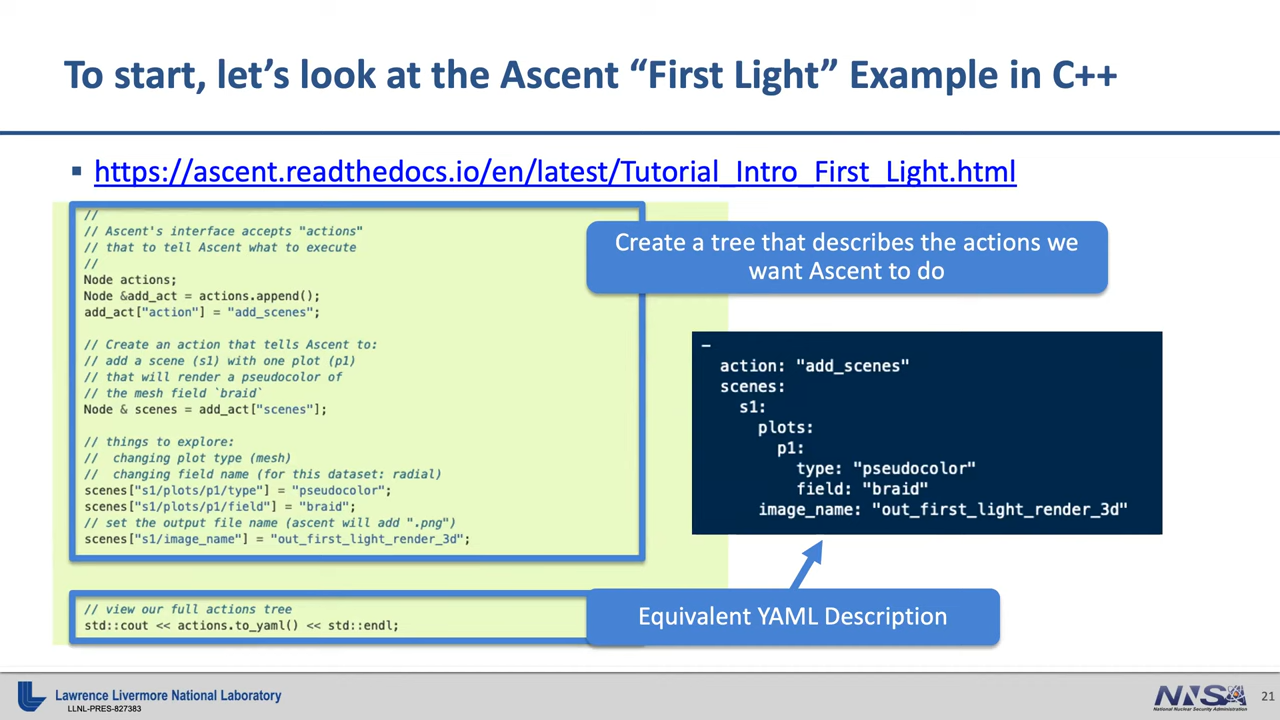 To start, let's look at the Ascent “First Light” Example in C++
▪ https://ascent.readthedocs.io/en/latest/Tutorial_Intro_First_Light.html
//
// Ascent's interface accepts "actions"
// that to tell Ascent what to execute
//
Node actions;
Node &add_act = actions.append();
add_act["action"] = "add_scenes";
// Create an action that tells Ascent to:
// add a scene (s1) with one plot (p1)
// that will render a pseudocolor of
// the mesh field `braid`
Node & scenes = add_act["scenes"];
// things to explore:
//  changing plot type (mesh)
//  changing field name (for this dataset: radial)
scenes["s1/plots/p1/type"] = "pseudocolor";
scenes["s1/plots/p1/field"] = "braid";
// set the output file name (ascent will add ".png")
scenes["s1/image_name"] = "out_first_light_render_3d";
// view our full actions tree
std::cout << actions.to_yaml() << std::endl;
Create a tree that describes the actions we
want Ascent to do
–
action: "add_scenes"
scenes:
s1:
plots:
p1:
type: "pseudocolor"
field: "braid"
image_name: "out_first_light_render_3d"
Equivalent YAML Description
Lawrence Livermore National Laboratory
LLNL-PRES-827383
NNSA
National Nuclear Security Administration
21